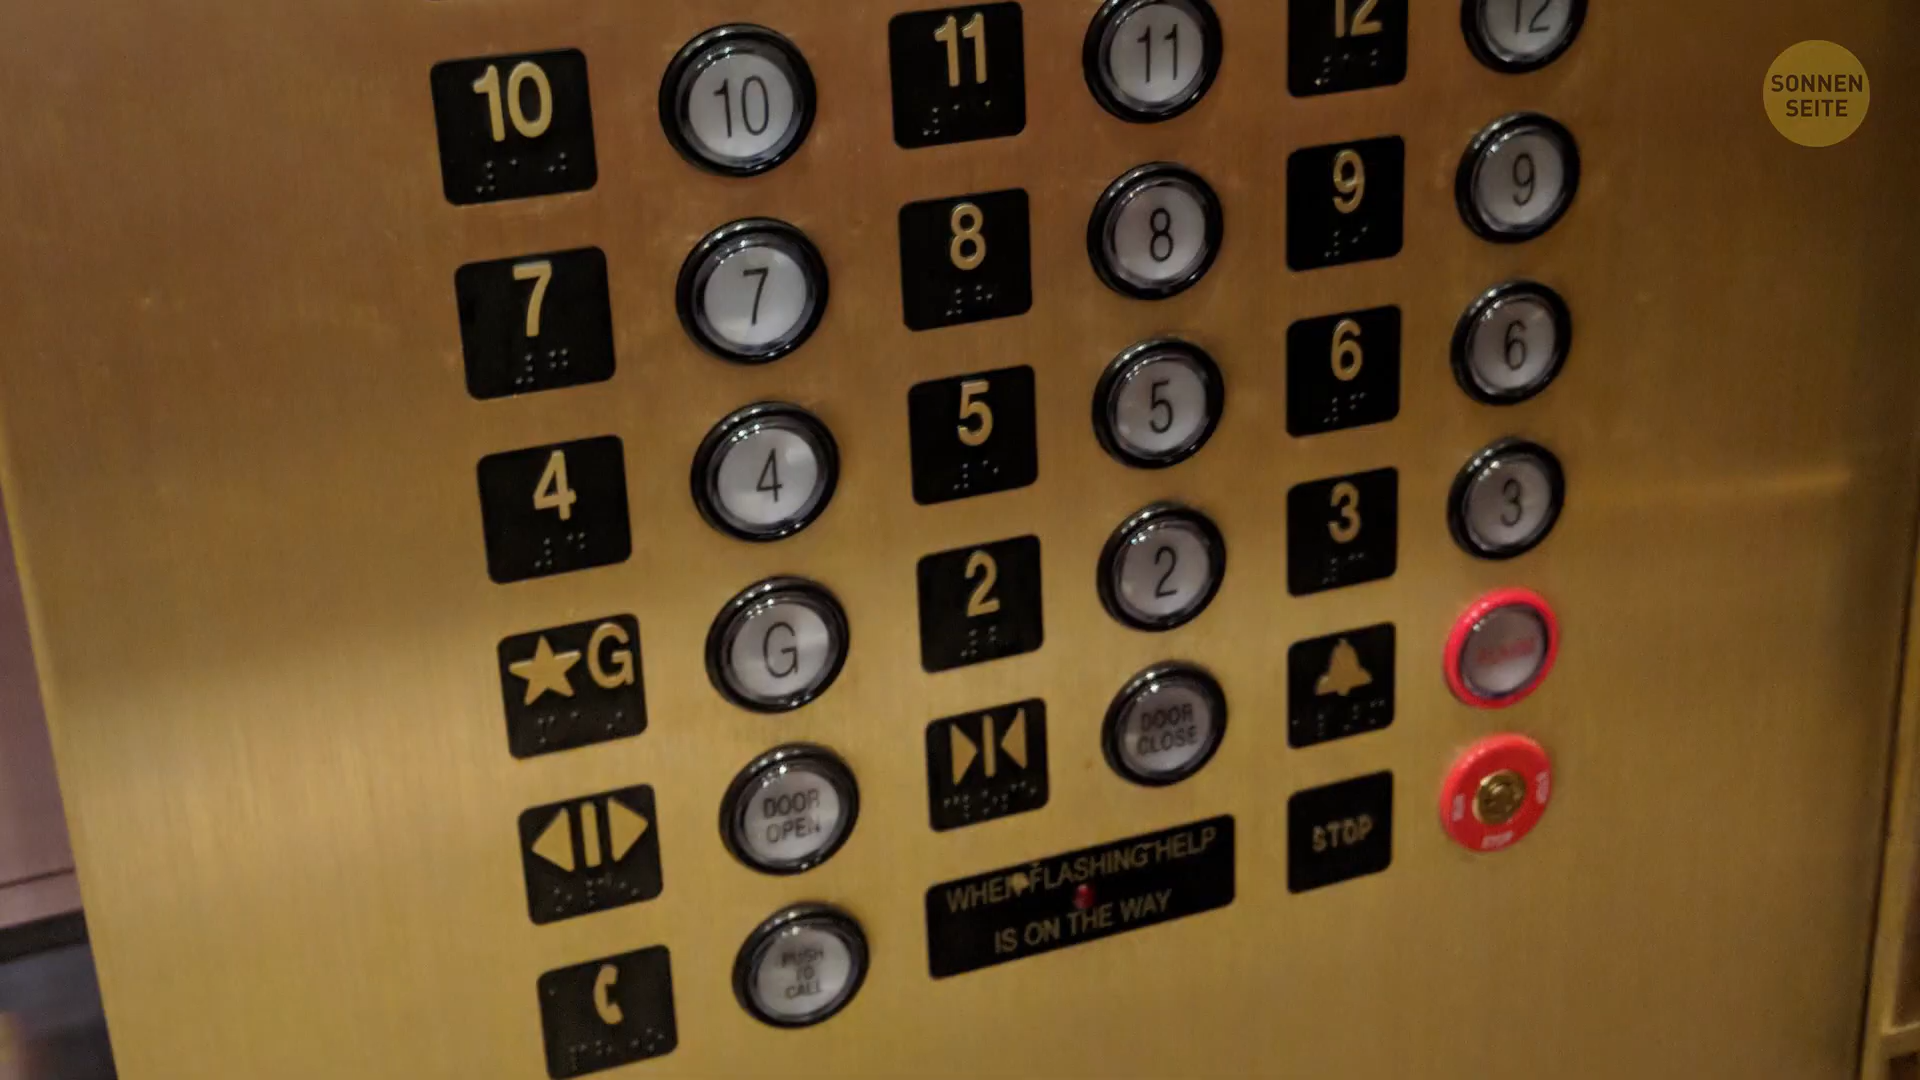 10 10 11 11 12 12
SONNEN
SEITE
7 7 8 8 9 9
4 4 5 5 6 6
G G 2 2 3 3
DOOR
OPEN
DOOR
CLOSE
STOP
STOP
WHEN FLASHING HELP
IS ON THE WAY
PUSH
TO
CALL